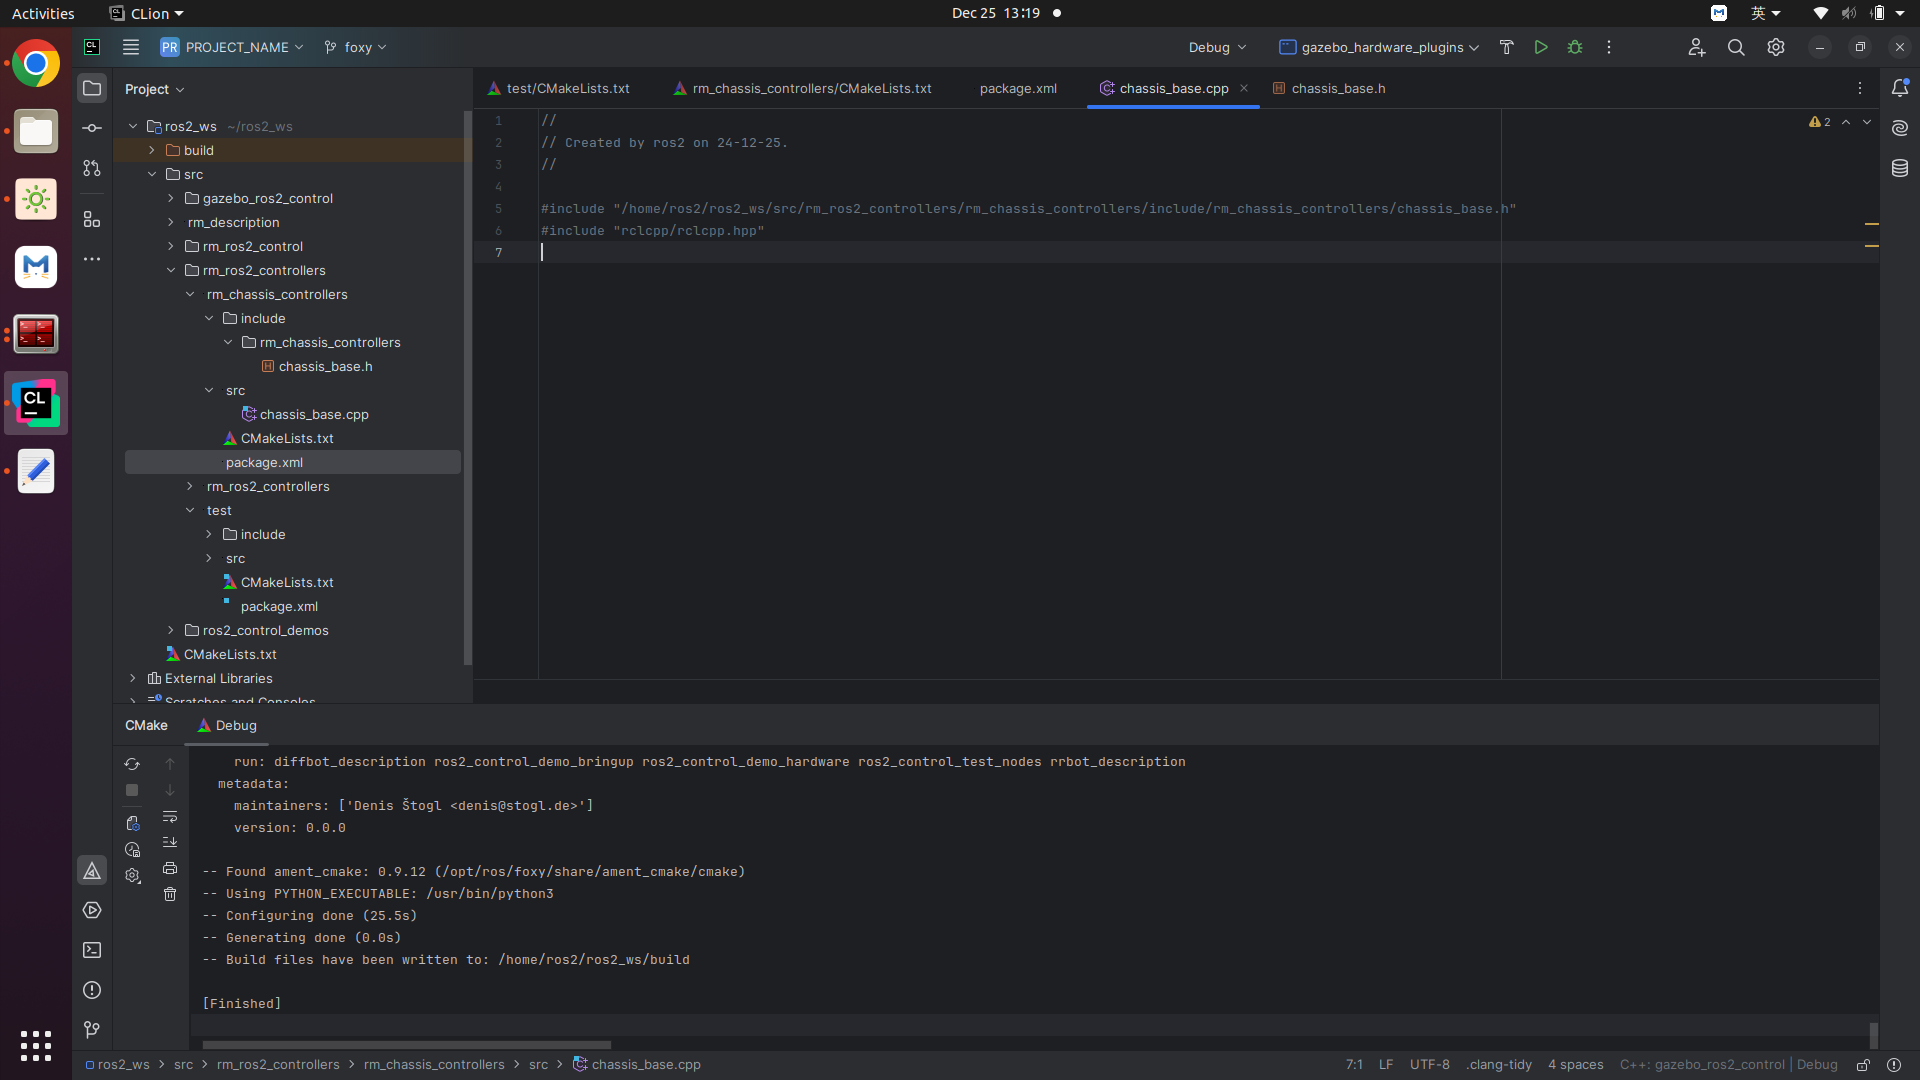 Activities
CLion
Dec 25 13:19
英
CL
PR PROJECT_NAME
foxy
Debug
gazebo_hardware_plugins
Project
test/CMakeLists.txt
rm_chassis_controllers/CMakeLists.txt
package.xml
chassis_base.cpp
chassis_base.h
ros2_ws ~/ros2_ws
build
src
gazebo_ros2_control
rm_description
rm_ros2_control
rm_ros2_controllers
rm_chassis_controllers
include
rm_chassis_controllers
chassis_base.h
src
chassis_base.cpp
CMakeLists.txt
package.xml
rm_ros2_controllers
test
include
src
CMakeLists.txt
package.xml
ros2_control_demos
CMakeLists.txt
External Libraries
Scratches and Consoles
1 //
2 // Created by ros2 on 24-12-25.
3 //
4
5 #include "/home/ros2/ros2_ws/src/rm_ros2_controllers/rm_chassis_controllers/include/rm_chassis_controllers/chassis_base.h"
6 #include "rclcpp/rclcpp.hpp"
7
2
CMake
Debug
run: diffbot_description ros2_control_demo_bringup ros2_control_demo_hardware ros2_control_test_nodes rrbot_description
metadata:
maintainers: ['Denis Štogl <denis@stogl.de>']
version: 0.0.0
-- Found ament_cmake: 0.9.12 (/opt/ros/foxy/share/ament_cmake/cmake)
-- Using PYTHON_EXECUTABLE: /usr/bin/python3
-- Configuring done (25.5s)
-- Generating done (0.0s)
-- Build files have been written to: /home/ros2/ros2_ws/build
[Finished]
ros2_ws > src > rm_ros2_controllers > rm_chassis_controllers > src > chassis_base.cpp
7:1 LF UTF-8 .clang-tidy 4 spaces C++: gazebo_ros2_control | Debug